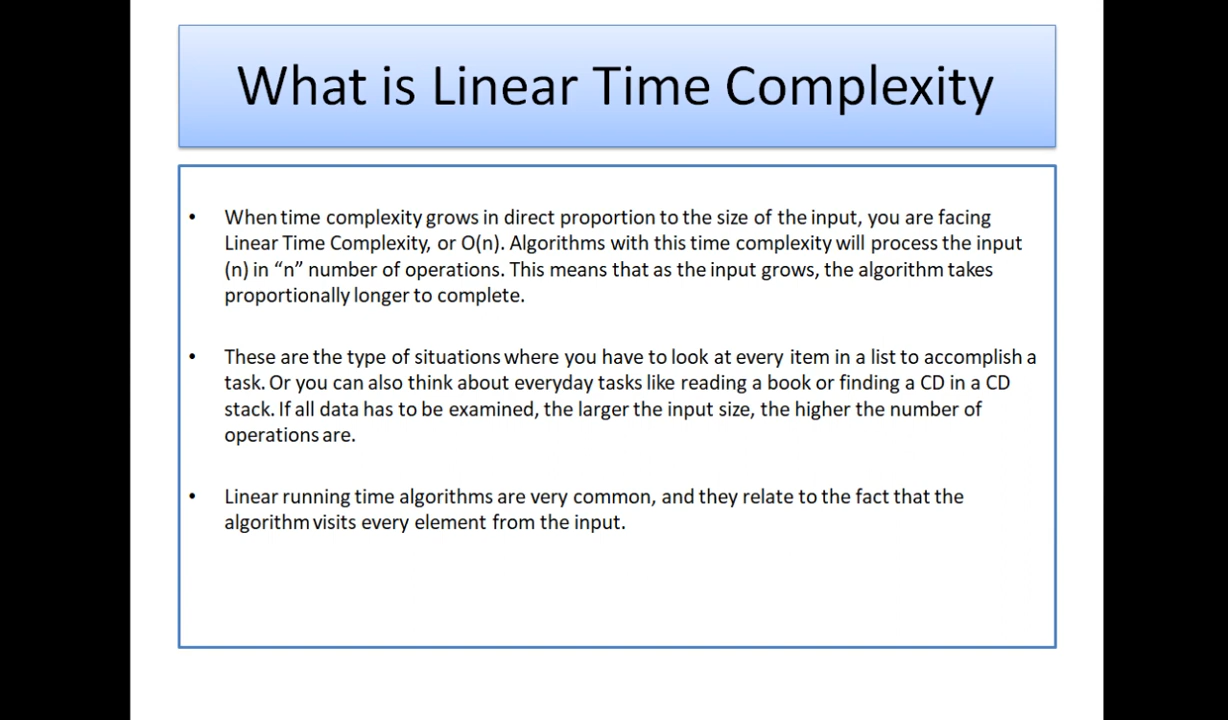 What is Linear Time Complexity
• When time complexity grows in direct proportion to the size of the input, you are facing
Linear Time Complexity, or O(n). Algorithms with this time complexity will process the input
(n) in “n” number of operations. This means that as the input grows, the algorithm takes
proportionally longer to complete.
• These are the type of situations where you have to look at every item in a list to accomplish a
task. Or you can also think about everyday tasks like reading a book or finding a CD in a CD
stack. If all data has to be examined, the larger the input size, the higher the number of
operations are.
• Linear running time algorithms are very common, and they relate to the fact that the
algorithm visits every element from the input.